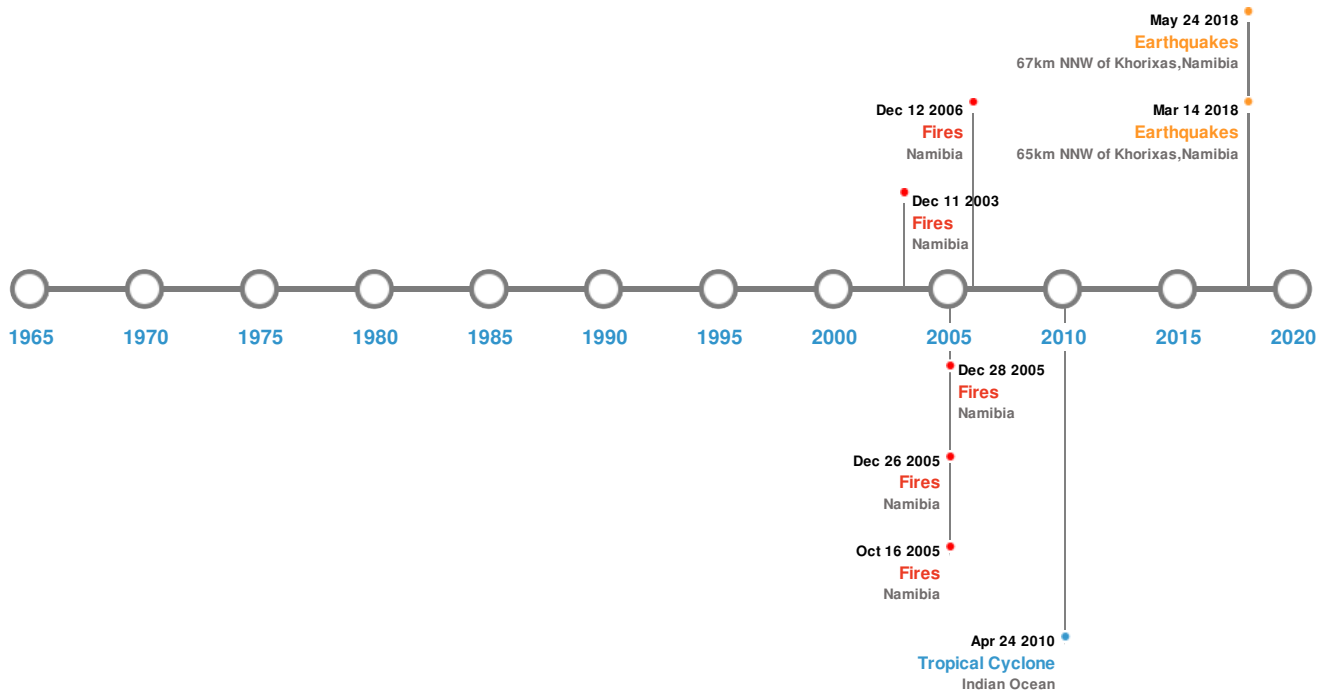 May 24 2018
Earthquakes
67km NNW of Khorixas,Namibia
Dec 12 2006
Fires
Namibia
Mar 14 2018
Earthquakes
65km NNW of Khorixas,Namibia
Dec 11 2003
Fires
Namibia
1965 1970 1975 1980 1985 1990 1995 2000 2005 2010 2015 2020
Dec 28 2005
Fires
Namibia
Dec 26 2005
Fires
Namibia
Oct 16 2005
Fires
Namibia
Apr 24 2010
Tropical Cyclone
Indian Ocean